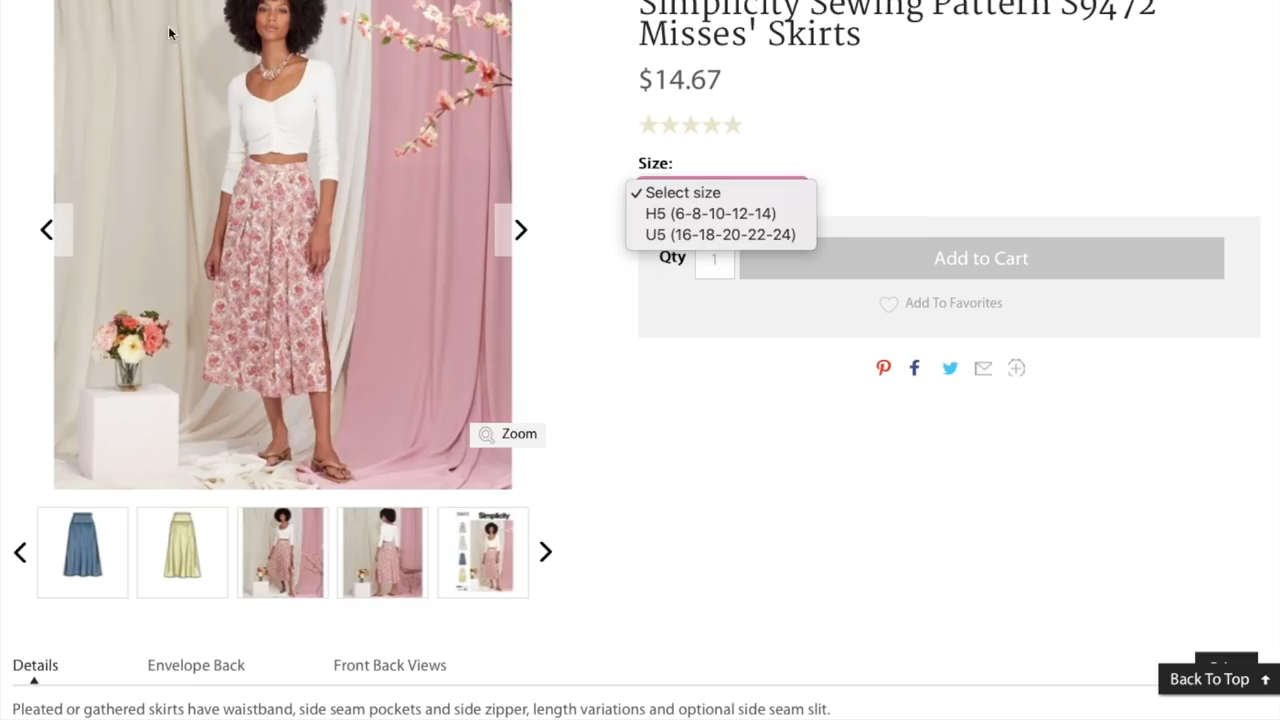 Simplicity Sewing Pattern S9472
Misses' Skirts
$14.67
Size:
✓ Select size
H5 (6-8-10-12-14)
U5 (16-18-20-22-24)
Qty
1
Add to Cart
Add To Favorites
Zoom
Simplicity
Details
Envelope Back
Front Back Views
Back To Top
Pleated or gathered skirts have waistband, side seam pockets and side zipper, length variations and optional side seam slit.